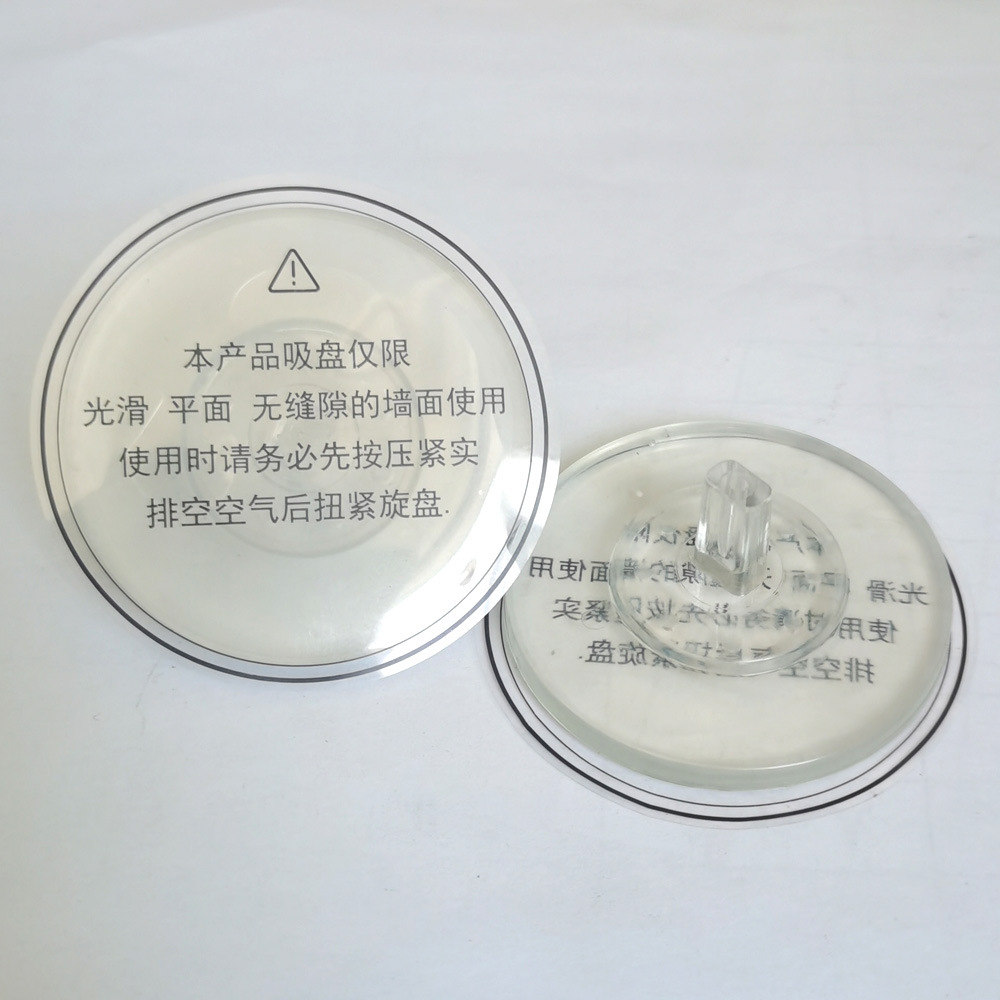 本产品吸盘仅限
光滑 平面 无缝隙的墙面使用
使用时请务必先按压紧实
排空空气后扭紧旋盘.